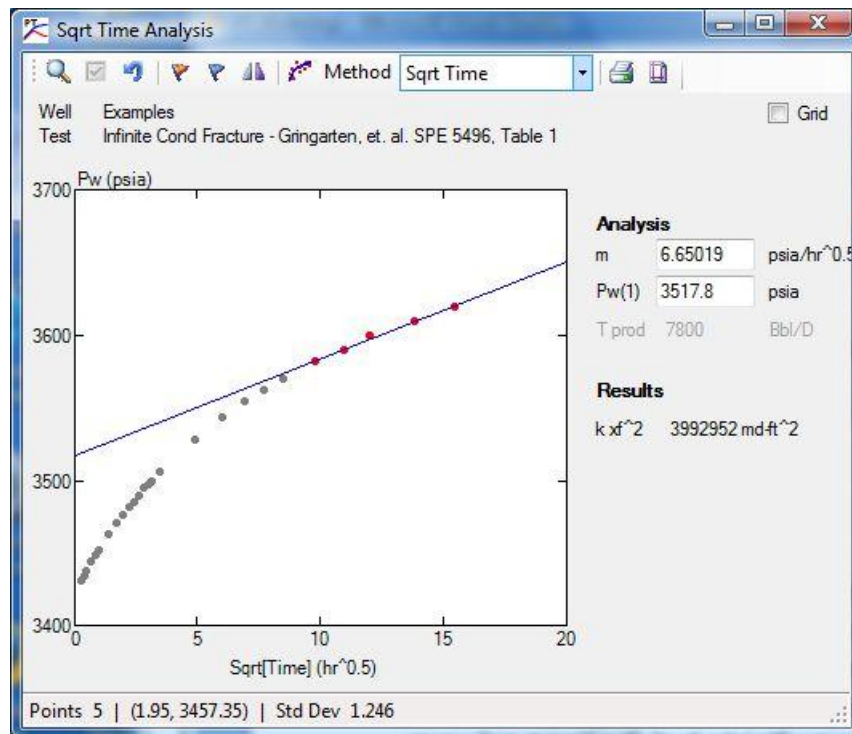 PT
Sqrt Time Analysis
Method Sqrt Time
Well Examples
Grid
Test Infinite Cond Fracture - Gringarten, et. al. SPE 5496, Table 1
Pw (psia)
3700
3600
3500
3400
0 5 10 15 20
Sqrt[Time] (hr^0.5)
Analysis
m 6.65019 psia/hr^0.5
Pw(1) 3517.8 psia
T prod 7800 Bbl/D
Results
k xf^2 3992952 md-ft^2
Points 5 | (1.95, 3457.35) | Std Dev 1.246